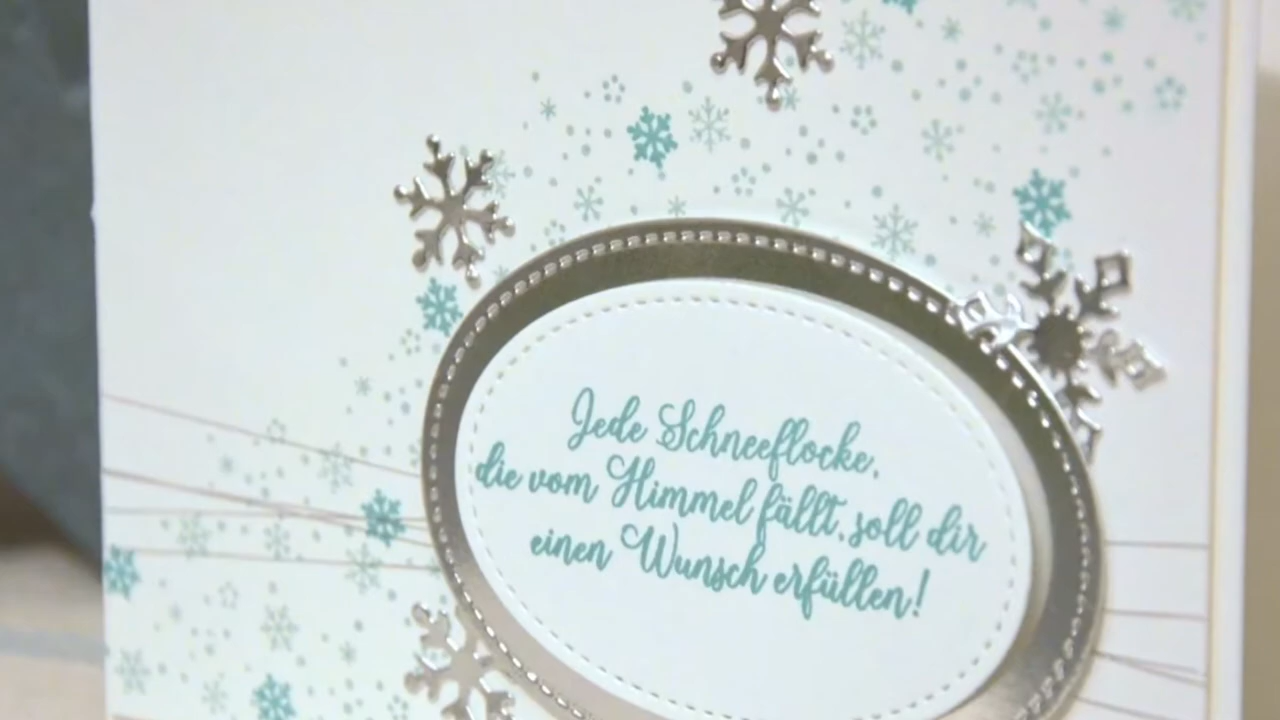 Jede Schneeflocke,
die vom Himmel fällt, soll dir
einen Wunsch erfüllen!